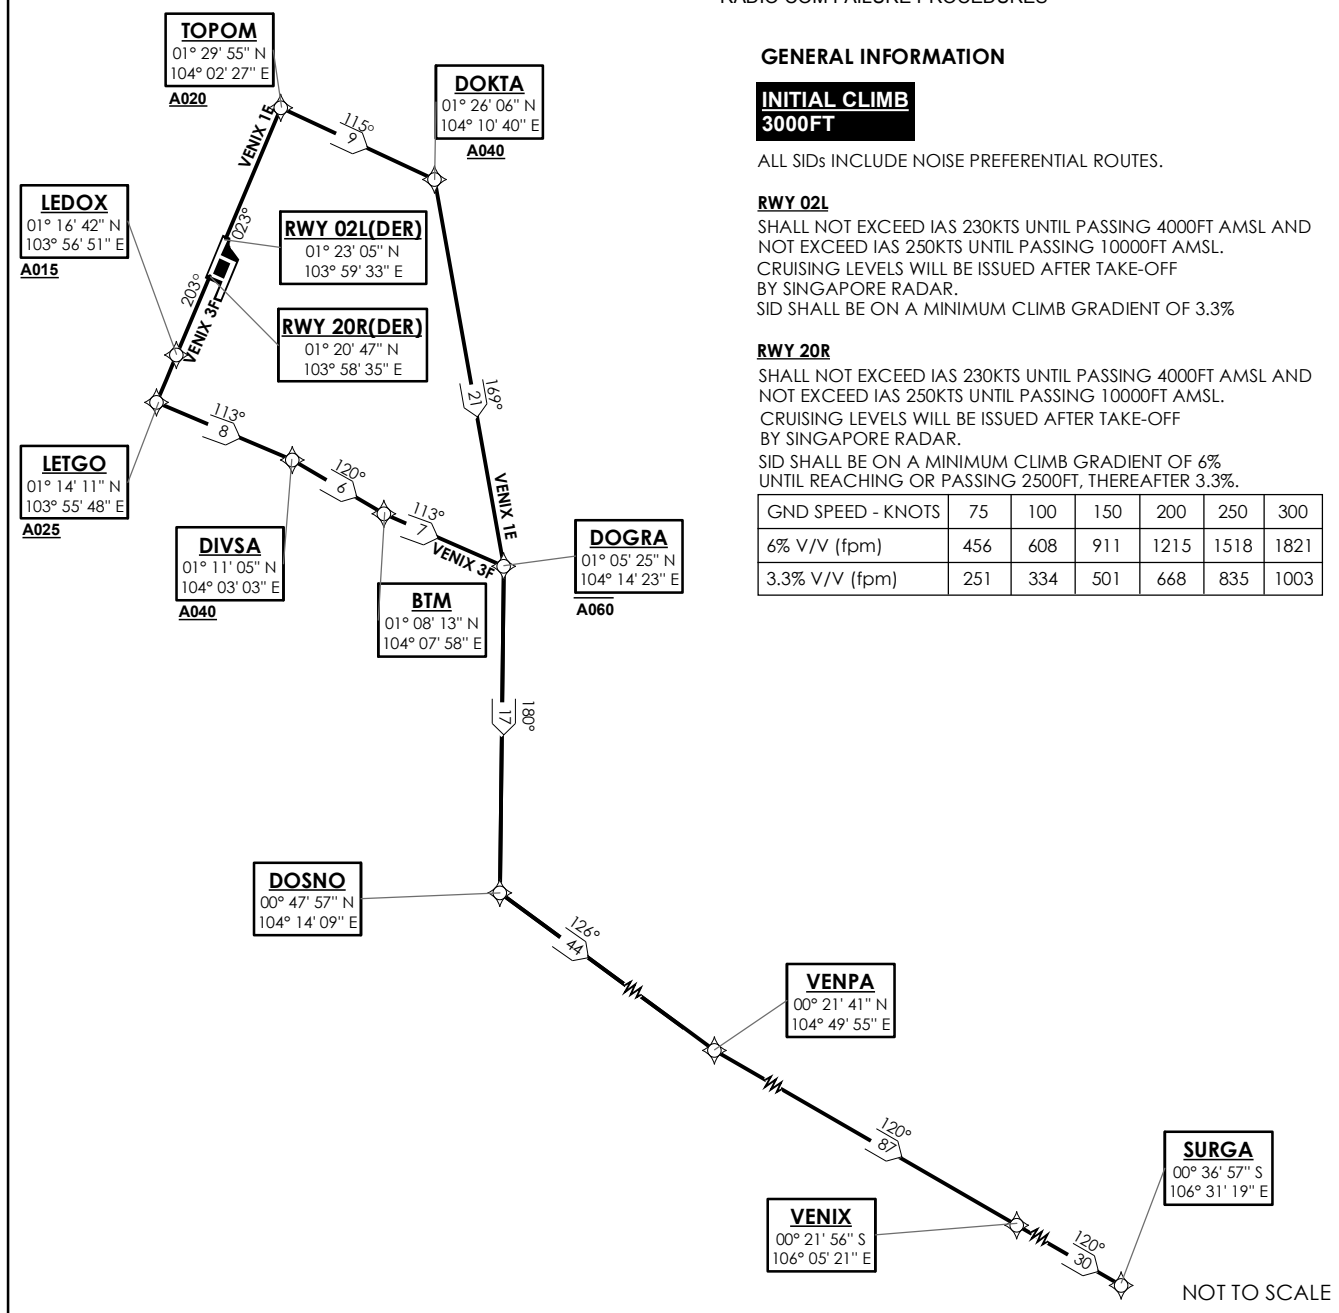 GENERAL INFORMATION
INITIAL CLIMB
3000FT
ALL SIDs INCLUDE NOISE PREFERENTIAL ROUTES.
RWY 02L
SHALL NOT EXCEED IAS 230KTS UNTIL PASSING 4000FT AMSL AND
NOT EXCEED IAS 250KTS UNTIL PASSING 10000FT AMSL.
CRUISING LEVELS WILL BE ISSUED AFTER TAKE-OFF
BY SINGAPORE RADAR.
SID SHALL BE ON A MINIMUM CLIMB GRADIENT OF 3.3%
RWY 20R
SHALL NOT EXCEED IAS 230KTS UNTIL PASSING 4000FT AMSL AND
NOT EXCEED IAS 250KTS UNTIL PASSING 10000FT AMSL.
CRUISING LEVELS WILL BE ISSUED AFTER TAKE-OFF
BY SINGAPORE RADAR.
SID SHALL BE ON A MINIMUM CLIMB GRADIENT OF 6%
UNTIL REACHING OR PASSING 2500FT, THEREAFTER 3.3%.
GND SPEED - KNOTS 75 100 150 200 250 300
6% V/V (fpm) 456 608 911 1215 1518 1821
3.3% V/V (fpm) 251 334 501 668 835 1003
TOPOM
01° 29' 55" N
104° 02' 27" E
A020
DOKTA
01° 26' 06" N
104° 10' 40" E
A040
115°
9
VENIX 1E
023°
LEDOX
01° 16' 42" N
103° 56' 51" E
A015
RWY 02L(DER)
01° 23' 05" N
103° 59' 33" E
203°
VENIX 3F
RWY 20R(DER)
01° 20' 47" N
103° 58' 35" E
169°
21
VENIX 1E
113°
8
LETGO
01° 14' 11" N
103° 55' 48" E
A025
120°
6
113°
7
VENIX 3F
DIVSA
01° 11' 05" N
104° 03' 03" E
A040
BTM
01° 08' 13" N
104° 07' 58" E
DOGRA
01° 05' 25" N
104° 14' 23" E
A060
180°
17
DOSNO
00° 47' 57" N
104° 14' 09" E
126°
44
VENPA
00° 21' 41" N
104° 49' 55" E
120°
87
VENIX
00° 21' 56" S
106° 05' 21" E
SURGA
00° 36' 57" S
106° 31' 19" E
120°
30
NOT TO SCALE